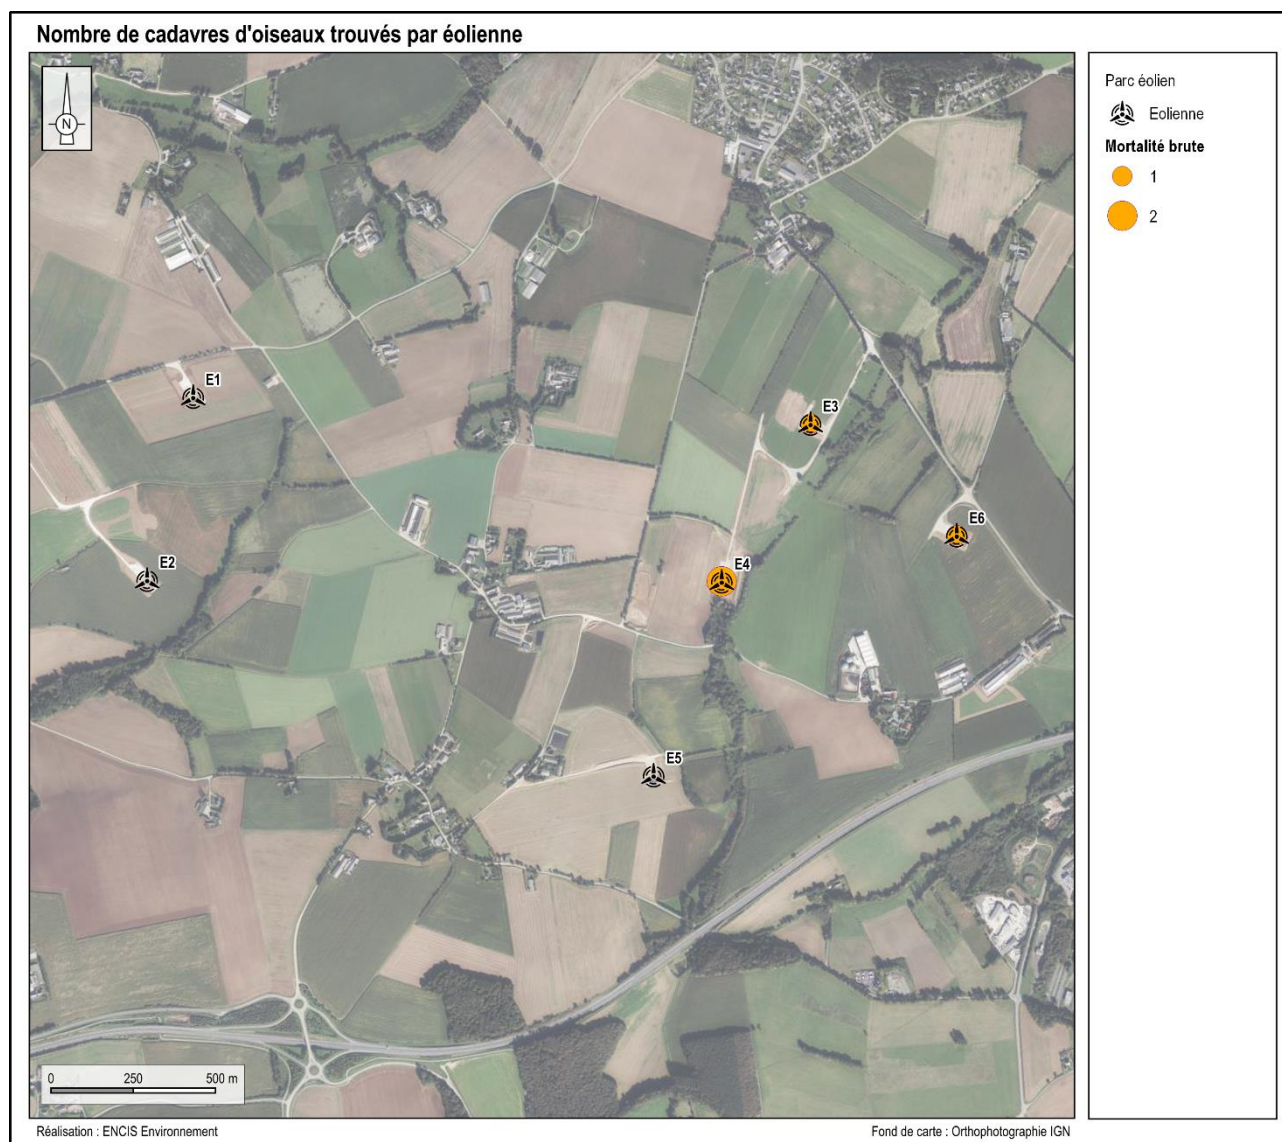 Nombre de cadavres d'oiseaux trouvés par éolienne
N
Parc éolien
Eolienne
Mortalité brute
1
2
E1
E3
E6
E2
E4
E5
0 250 500 m
Réalisation : ENCIS Environnement
Fond de carte : Orthophotographie IGN